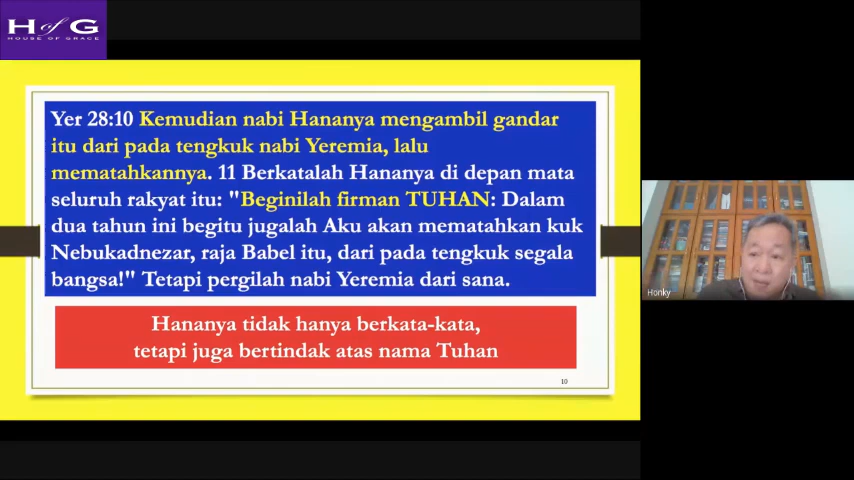 H of G
HOUSE OF GRACE
Yer 28:10 Kemudian nabi Hananya mengambil gandar
itu dari pada tengkuk nabi Yeremia, lalu
mematahkannya. 11 Berkatalah Hananya di depan mata
seluruh rakyat itu: "Beginilah firman TUHAN: Dalam
dua tahun ini begitu jugalah Aku akan mematahkan kuk
Nebukadnezar, raja Babel itu, dari pada tengkuk segala
bangsa!" Tetapi pergilah nabi Yeremia dari sana.
Hananya tidak hanya berkata-kata,
tetapi juga bertindak atas nama Tuhan
10
Honky